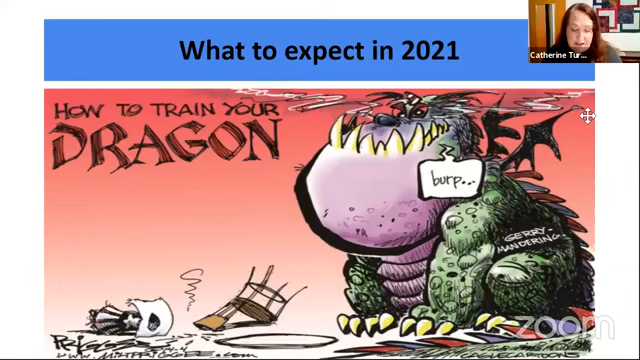 What to expect in 2021
Catherine Tur...
HOW TO TRAIN YOUR
DRAGON
burp...
GERRY-
MANDERING
zoom